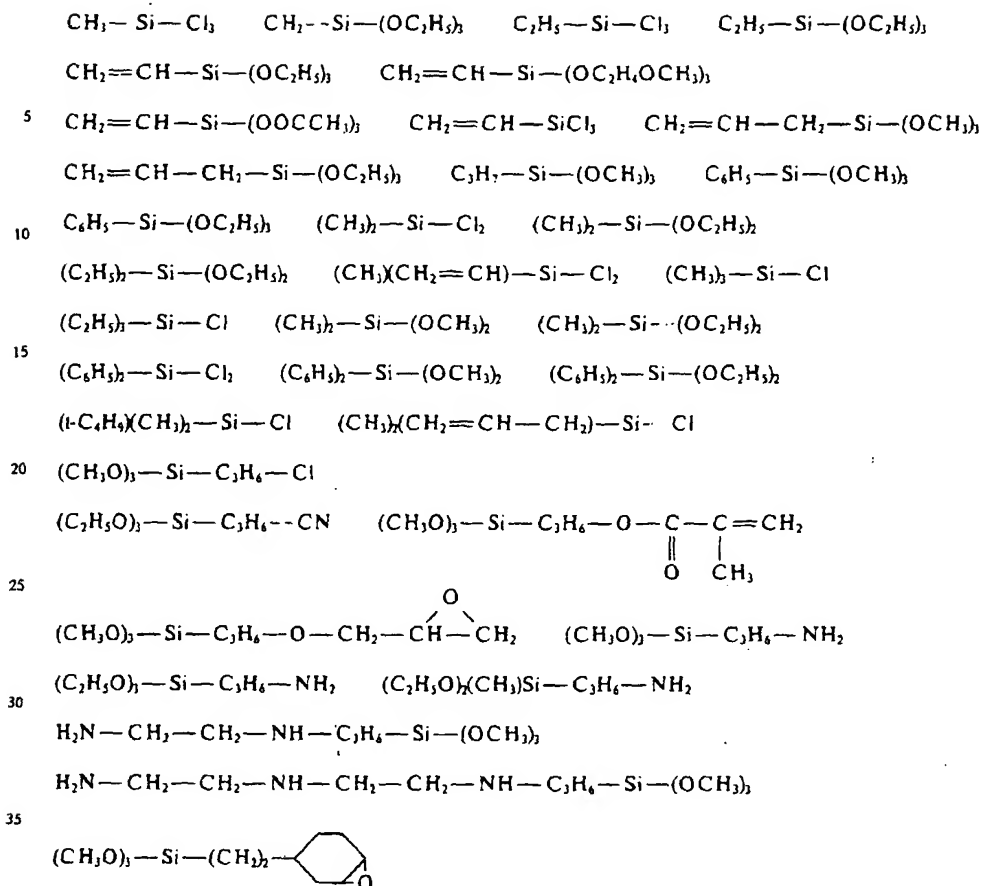 CH₃—Si—Cl₃ CH₂--Si—(OC₂H₅)₃ C₂H₅—Si—Cl₃ C₂H₅—Si—(OC₂H₅)₃
CH₂=CH—Si—(OC₂H₅)₃ CH₂=CH—Si—(OC₂H₄OCH₃)₃
5 CH₂=CH—Si—(OOCCH₃)₃ CH₂=CH—SiCl₃ CH₂=CH—CH₂—Si—(OCH₃)₃
CH₂=CH—CH₂—Si—(OC₂H₅)₃ C₃H₇—Si—(OCH₃)₃ C₆H₅—Si—(OCH₃)₃
10 C₆H₅—Si—(OC₂H₅)₃ (CH₃)₂—Si—Cl₂ (CH₃)₂—Si—(OC₂H₅)₂
(C₂H₅)₂—Si—(OC₂H₅)₂ (CH₃)(CH₂=CH)—Si—Cl₂ (CH₃)₃—Si—Cl
(C₂H₅)₃—Si—Cl (CH₃)₂—Si—(OCH₃)₂ (CH₃)₂—Si--(OC₂H₅)₂
15 (C₆H₅)₂—Si—Cl₂ (C₆H₅)₂—Si—(OCH₃)₂ (C₆H₅)₂—Si—(OC₂H₅)₂
(t-C₄H₉)(CH₃)₂—Si—Cl (CH₃)₂(CH₂=CH—CH₂)—Si- Cl
20 (CH₃O)₃—Si—C₃H₆—Cl
(C₂H₅O)₃—Si—C₃H₆--CN (CH₃O)₃—Si—C₃H₆—O—C—C=CH₂
O CH₃
25
O
(CH₃O)₃—Si—C₃H₆—O—CH₂—CH—CH₂ (CH₃O)₃—Si—C₃H₆—NH₂
(C₂H₅O)₃—Si—C₃H₆—NH₂ (C₂H₅O)₂(CH₃)Si—C₃H₆—NH₂
30
H₂N—CH₂—CH₂—NH—C₃H₆—Si—(OCH₃)₃
H₂N—CH₂—CH₂—NH—CH₂—CH₂—NH—C₃H₆—Si—(OCH₃)₃
35
(CH₃O)₃—Si—(CH₂)₂—
O